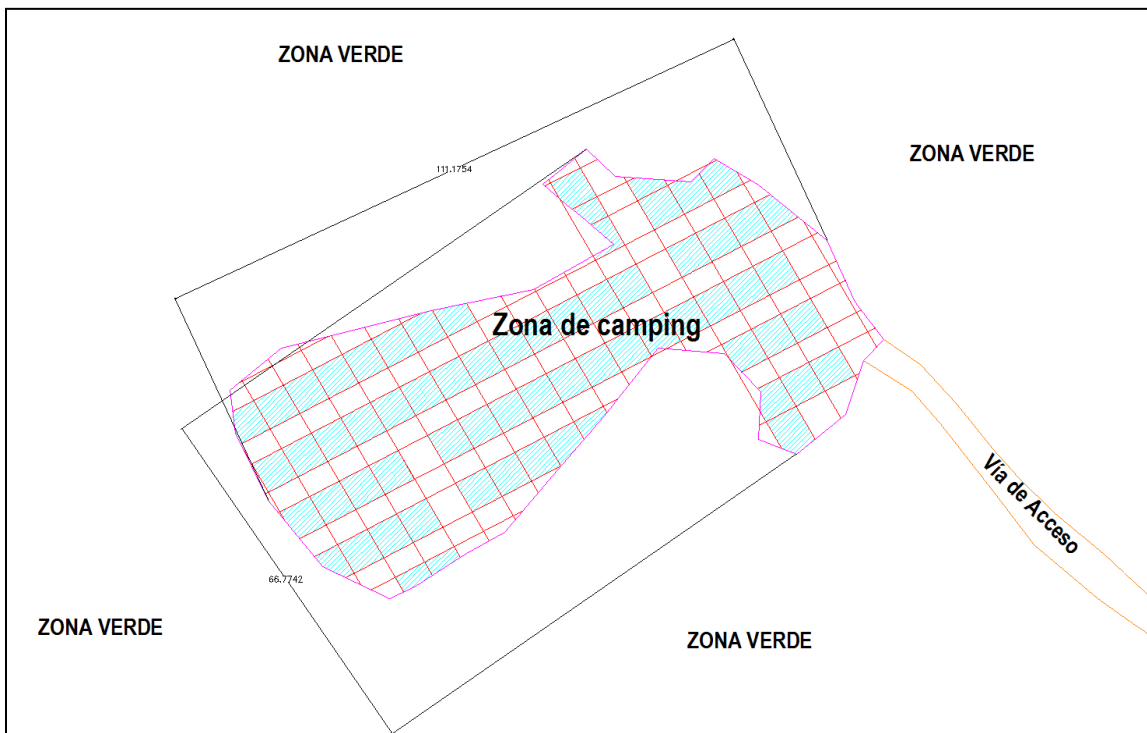 ZONA VERDE
ZONA VERDE
111.1754
Zona de camping
Vía de Acceso
66.7742
ZONA VERDE
ZONA VERDE